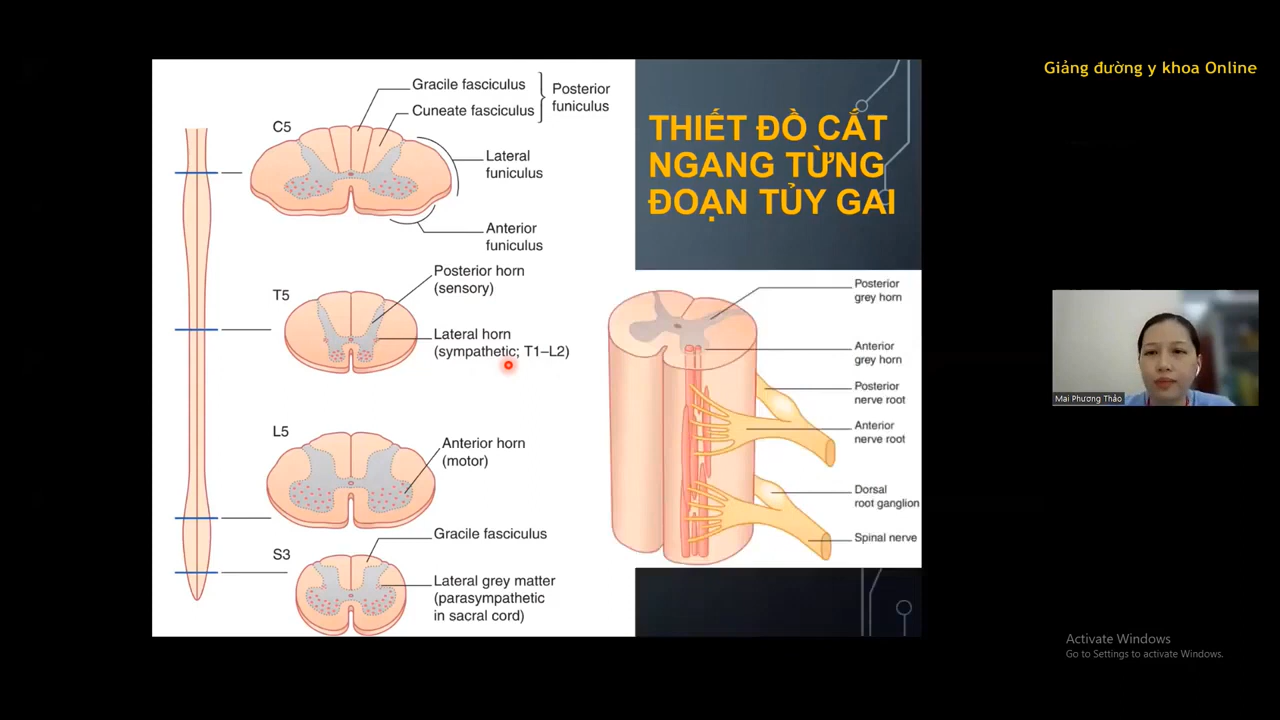 Giảng đường y khoa Online
THIẾT ĐỒ CẮT
NGANG TỪNG
ĐOẠN TỦY GAI
C5
Gracile fasciculus
Cuneate fasciculus
Posterior
funiculus
Lateral
funiculus
Anterior
funiculus
T5
Posterior horn
(sensory)
Lateral horn
(sympathetic; T1–L2)
L5
Anterior horn
(motor)
S3
Gracile fasciculus
Lateral grey matter
(parasympathetic
in sacral cord)
Posterior
grey horn
Anterior
grey horn
Posterior
nerve root
Anterior
nerve root
Dorsal
root ganglion
Spinal nerve
Mai Phương Thảo
Activate Windows
Go to Settings to activate Windows.